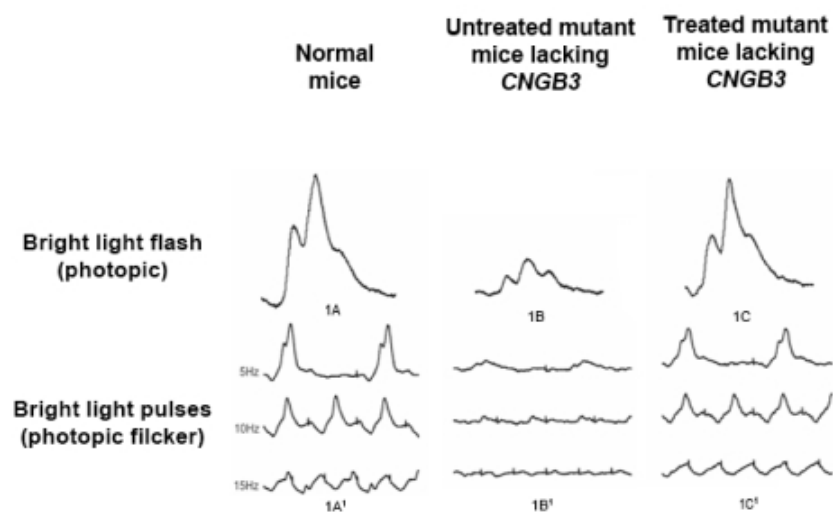 Normal
mice
Untreated mutant
mice lacking
CNGB3
Treated mutant
mice lacking
CNGB3
Bright light flash
(photopic)
1A
1B
1C
Bright light pulses
(photopic filcker)
5Hz
10Hz
15Hz
1A¹
1B¹
1C¹